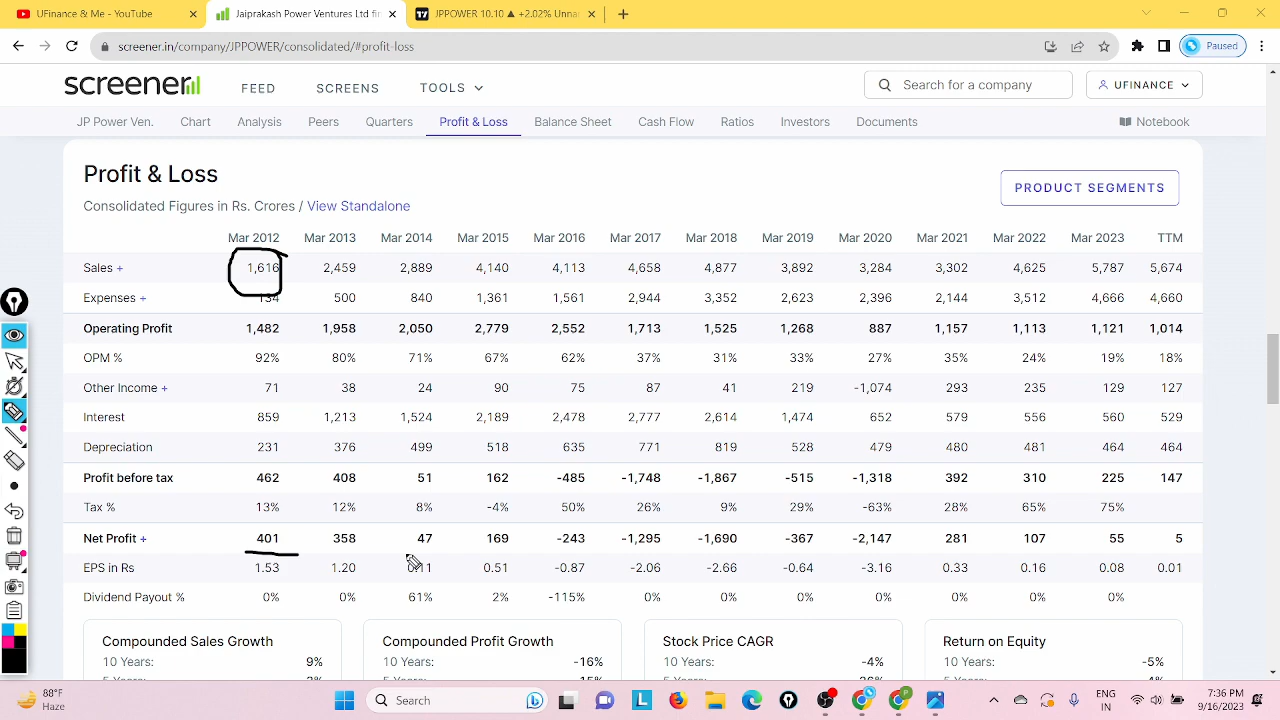 UFinance & Me - YouTube
Jaiprakash Power Ventures Ltd fin
JPPOWER 10.10 ▲ +2.02% Unna
screener.in/company/JPPOWER/consolidated/#profit-loss
Paused
screener
FEED
SCREENS
TOOLS
Search for a company
UFINANCE
JP Power Ven.
Chart
Analysis
Peers
Quarters
Profit & Loss
Balance Sheet
Cash Flow
Ratios
Investors
Documents
Notebook
Profit & Loss
PRODUCT SEGMENTS
Consolidated Figures in Rs. Crores / View Standalone
Mar 2012 Mar 2013 Mar 2014 Mar 2015 Mar 2016 Mar 2017 Mar 2018 Mar 2019 Mar 2020 Mar 2021 Mar 2022 Mar 2023 TTM
Sales + 1,616 2,459 2,889 4,140 4,113 4,658 4,877 3,892 3,284 3,302 4,625 5,787 5,674
Expenses + 134 500 840 1,361 1,561 2,944 3,352 2,623 2,396 2,144 3,512 4,666 4,660
Operating Profit 1,482 1,958 2,050 2,779 2,552 1,713 1,525 1,268 887 1,157 1,113 1,121 1,014
OPM % 92% 80% 71% 67% 62% 37% 31% 33% 27% 35% 24% 19% 18%
Other Income + 71 38 24 90 75 87 41 219 -1,074 293 235 129 127
Interest 859 1,213 1,524 2,189 2,478 2,777 2,614 1,474 652 579 556 560 529
Depreciation 231 376 499 518 635 771 819 528 479 480 481 464 464
Profit before tax 462 408 51 162 -485 -1,748 -1,867 -515 -1,318 392 310 225 147
Tax % 13% 12% 8% -4% 50% 26% 9% 29% -63% 28% 65% 75%
Net Profit + 401 358 47 169 -243 -1,295 -1,690 -367 -2,147 281 107 55 5
EPS in Rs 1.53 1.20 0.11 0.51 -0.87 -2.06 -2.66 -0.64 -3.16 0.33 0.16 0.08 0.01
Dividend Payout % 0% 0% 61% 2% -115% 0% 0% 0% 0% 0% 0% 0%
Compounded Sales Growth
10 Years: 9%
Compounded Profit Growth
10 Years: -16%
Stock Price CAGR
10 Years: -4%
Return on Equity
10 Years: -5%
88°F
Haze
Search
ENG
IN
7:36 PM
9/16/2023